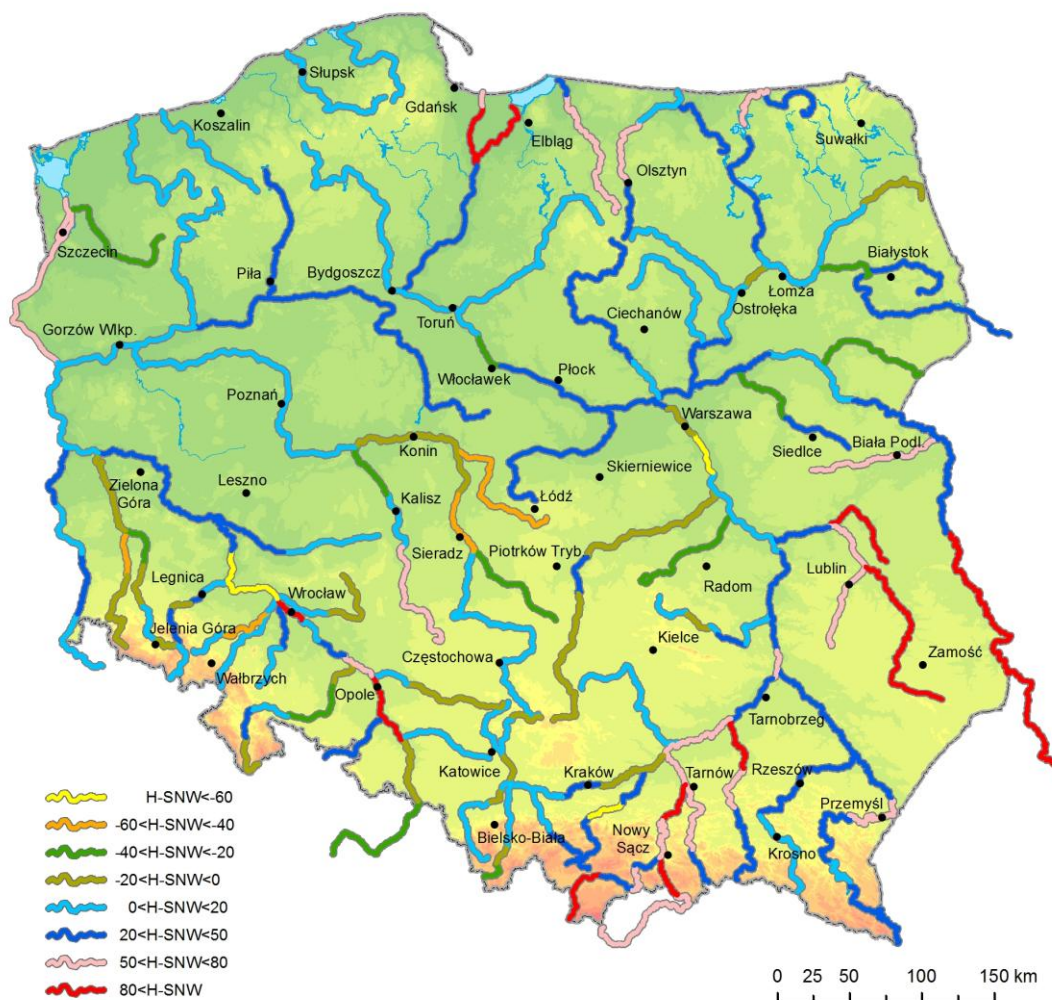 Słupsk
Gdańsk
Koszalin
Elbląg
Suwałki
Olsztyn
Szczecin
Białystok
Piła
Bydgoszcz
Łomża
Ostrołęka
Toruń
Ciechanów
Gorzów Wlkp.
Włocławek
Płock
Poznań
Warszawa
Konin
Siedlce
Biała Podl.
Skierniewice
Zielona
Góra
Leszno
Kalisz
Łódź
Sieradz
Piotrków Tryb.
Radom
Lublin
Legnica
Wrocław
Jelenia Góra
Kielce
Zamość
Wałbrzych
Częstochowa
Opole
Tarnobrzeg
Katowice
Kraków
Tarnów
Rzeszów
Przemyśl
Bielsko-Biała
Nowy
Sącz
Krosno
H-SNW<-60
-60<H-SNW<-40
-40<H-SNW<-20
-20<H-SNW<0
0<H-SNW<20
20<H-SNW<50
50<H-SNW<80
80<H-SNW
0 25 50 100 150 km